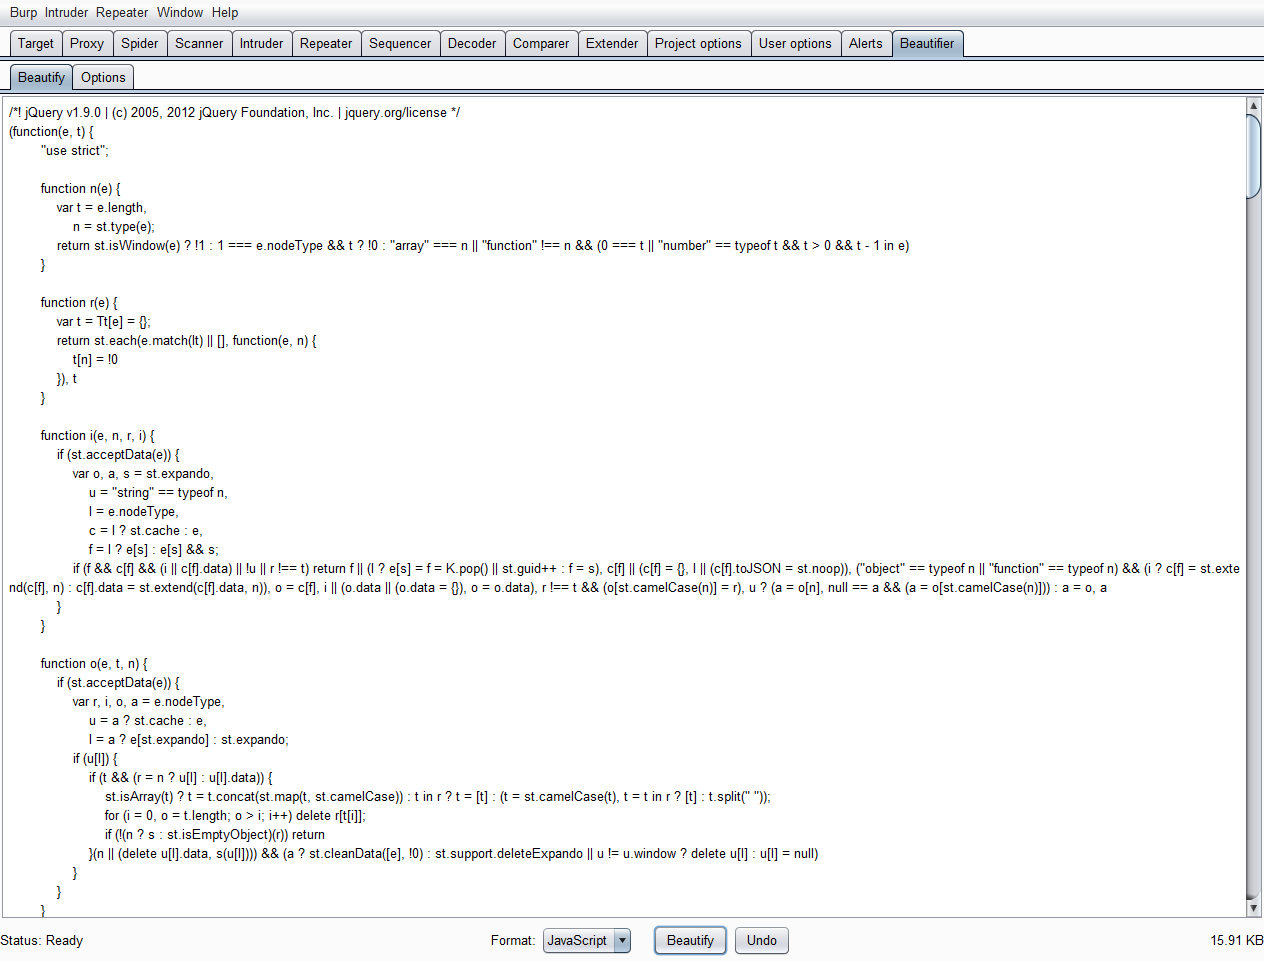 Burp Intruder Repeater Window Help
Target Proxy Spider Scanner Intruder Repeater Sequencer Decoder Comparer Extender Project options User options Alerts Beautifier
Beautify Options
/*! jQuery v1.9.0 | (c) 2005, 2012 jQuery Foundation, Inc. | jquery.org/license */
(function(e, t) {
"use strict";
function n(e) {
var t = e.length,
n = st.type(e);
return st.isWindow(e) ? !1 : 1 === e.nodeType && t ? !0 : "array" === n || "function" !== n && (0 === t || "number" == typeof t && t > 0 && t - 1 in e)
}
function r(e) {
var t = Tt[e] = {};
return st.each(e.match(lt) || [], function(e, n) {
t[n] = !0
}), t
}
function i(e, n, r, i) {
if (st.acceptData(e)) {
var o, a, s = st.expando,
u = "string" == typeof n,
l = e.nodeType,
c = l ? st.cache : e,
f = l ? e[s] : e[s] && s;
if (f && c[f] && (i || c[f].data) || !u || r !== t) return f || (l ? e[s] = f = K.pop() || st.guid++ : f = s), c[f] || (c[f] = {}, l || (c[f].toJSON = st.noop)), ("object" == typeof n || "function" == typeof n) && (i ? c[f] = st.exte
nd(c[f], n) : c[f].data = st.extend(c[f].data, n)), o = c[f], i || (o.data || (o.data = {}), o = o.data), r !== t && (o[st.camelCase(n)] = r), u ? (a = o[n], null == a && (a = o[st.camelCase(n)])) : a = o, a
}
}
function o(e, t, n) {
if (st.acceptData(e)) {
var r, i, o, a = e.nodeType,
u = a ? st.cache : e,
l = a ? e[st.expando] : st.expando;
if (u[l]) {
if (t && (r = n ? u[l] : u[l].data)) {
st.isArray(t) ? t = t.concat(st.map(t, st.camelCase)) : t in r ? t = [t] : (t = st.camelCase(t), t = t in r ? [t] : t.split(" "));
for (i = 0, o = t.length; o > i; i++) delete r[t[i]];
if (!(n ? s : st.isEmptyObject)(r)) return
}(n || (delete u[l].data, s(u[l]))) && (a ? st.cleanData([e], !0) : st.support.deleteExpando || u != u.window ? delete u[l] : u[l] = null)
}
}
}
Status: Ready Format: JavaScript Beautify Undo 15.91 KB